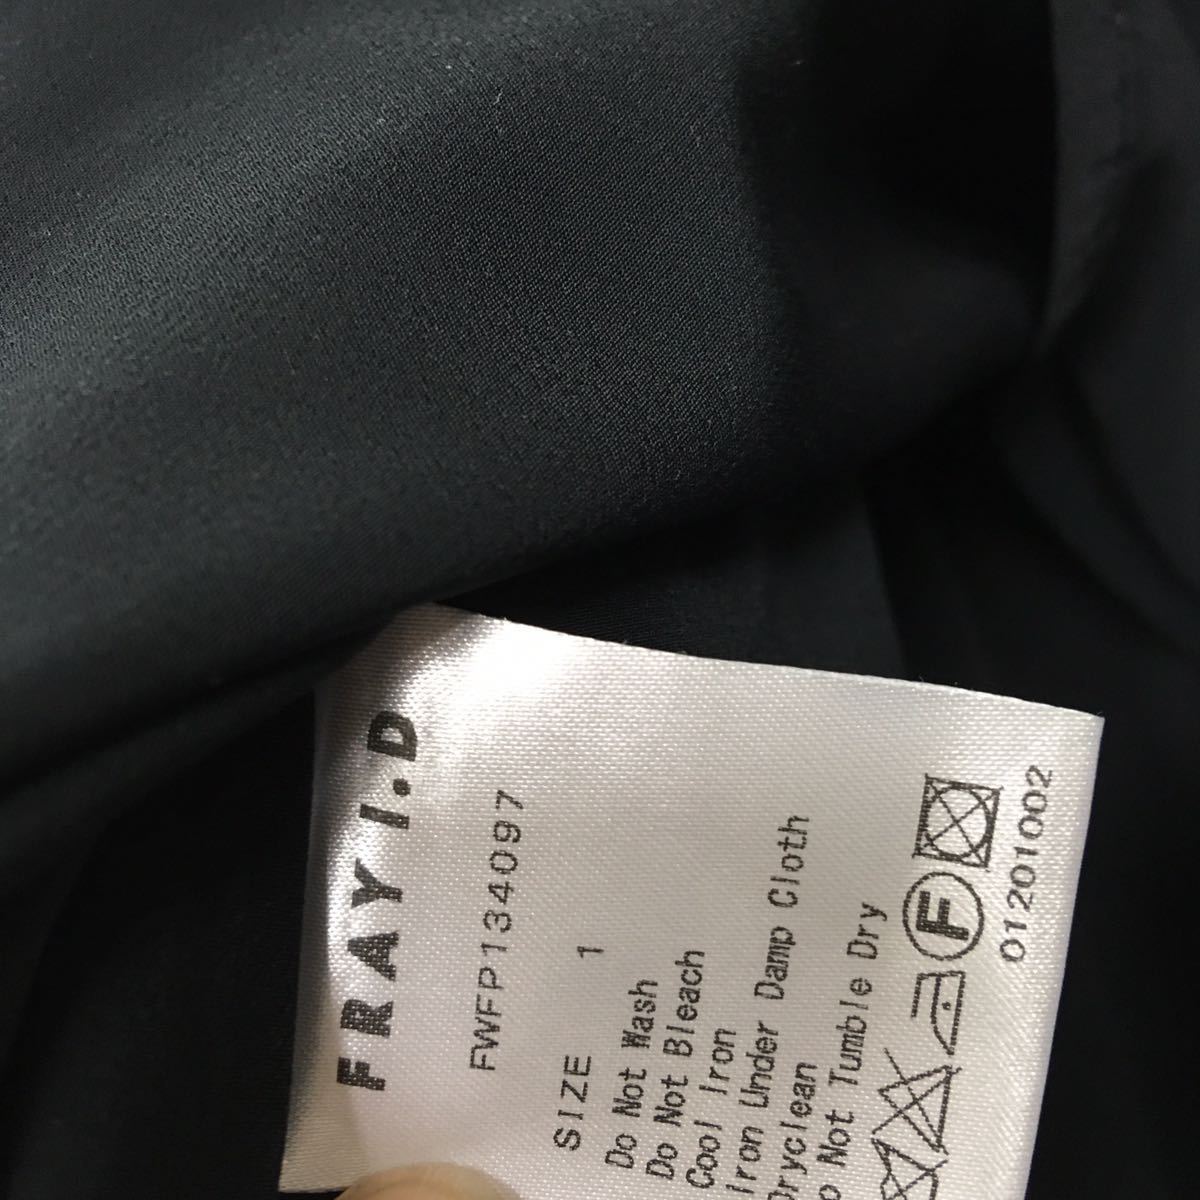 FRAY I.D
FWFP134097
SIZE 1
Do Not Wash
Do Not Bleach
Cool Iron
Iron Under Damp Cloth
Dryclean
Do Not Tumble Dry
F
01201002